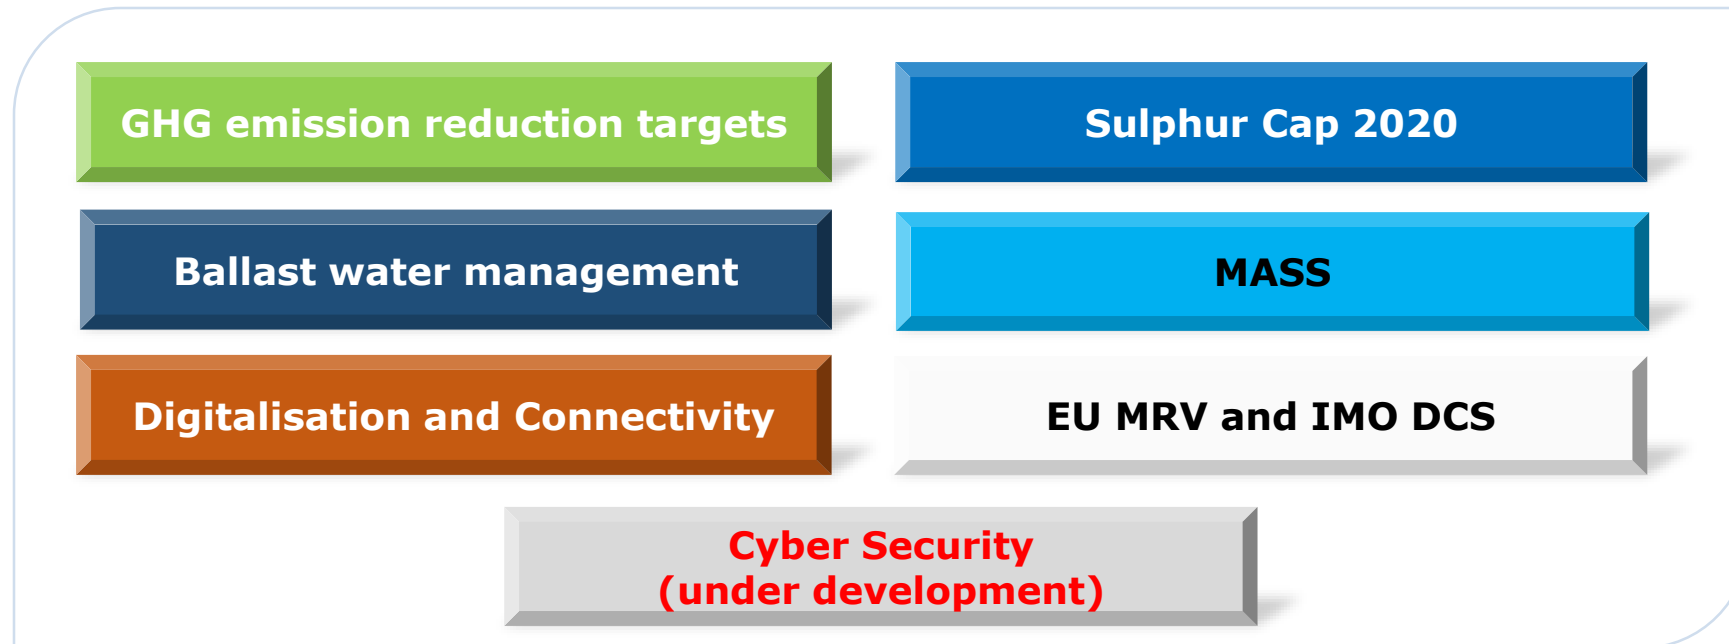 GHG emission reduction targets
Sulphur Cap 2020
Ballast water management
MASS
Digitalisation and Connectivity
EU MRV and IMO DCS
Cyber Security
(under development)